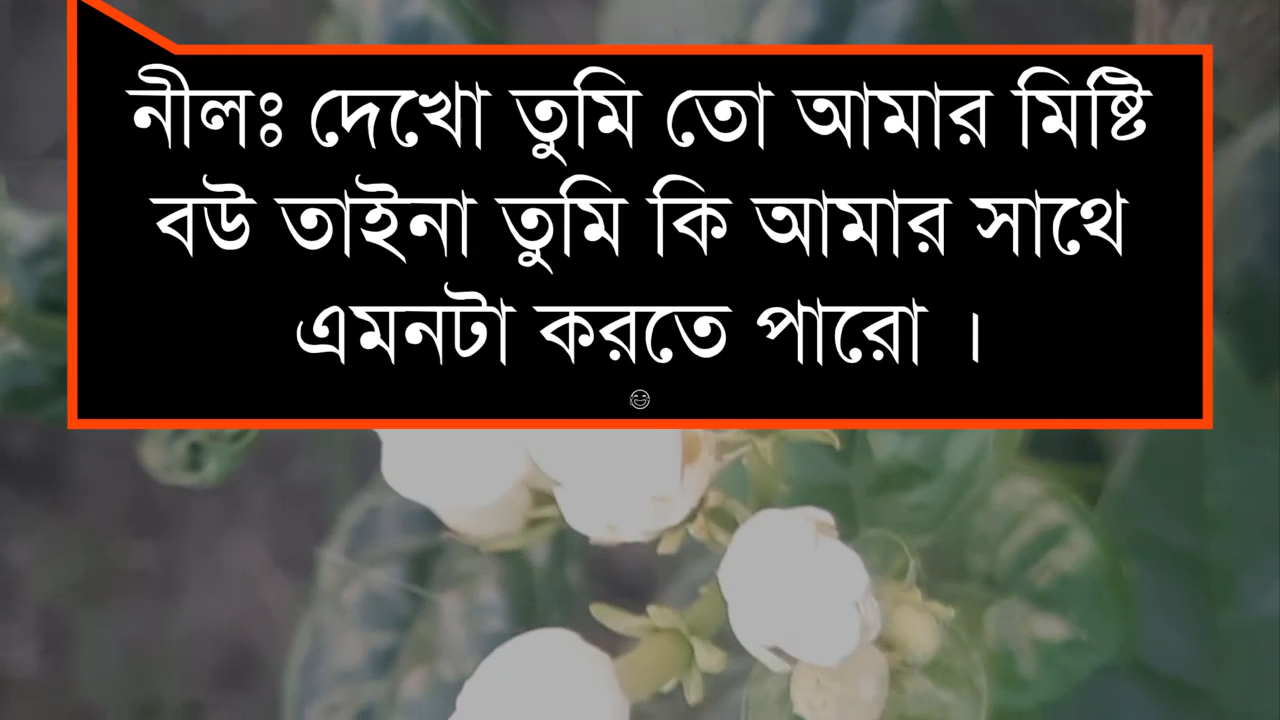 নীলঃ দেখো তুমি তো আমার মিষ্টি
বউ তাইনা তুমি কি আমার সাথে
এমনটা করতে পারো ।
😅